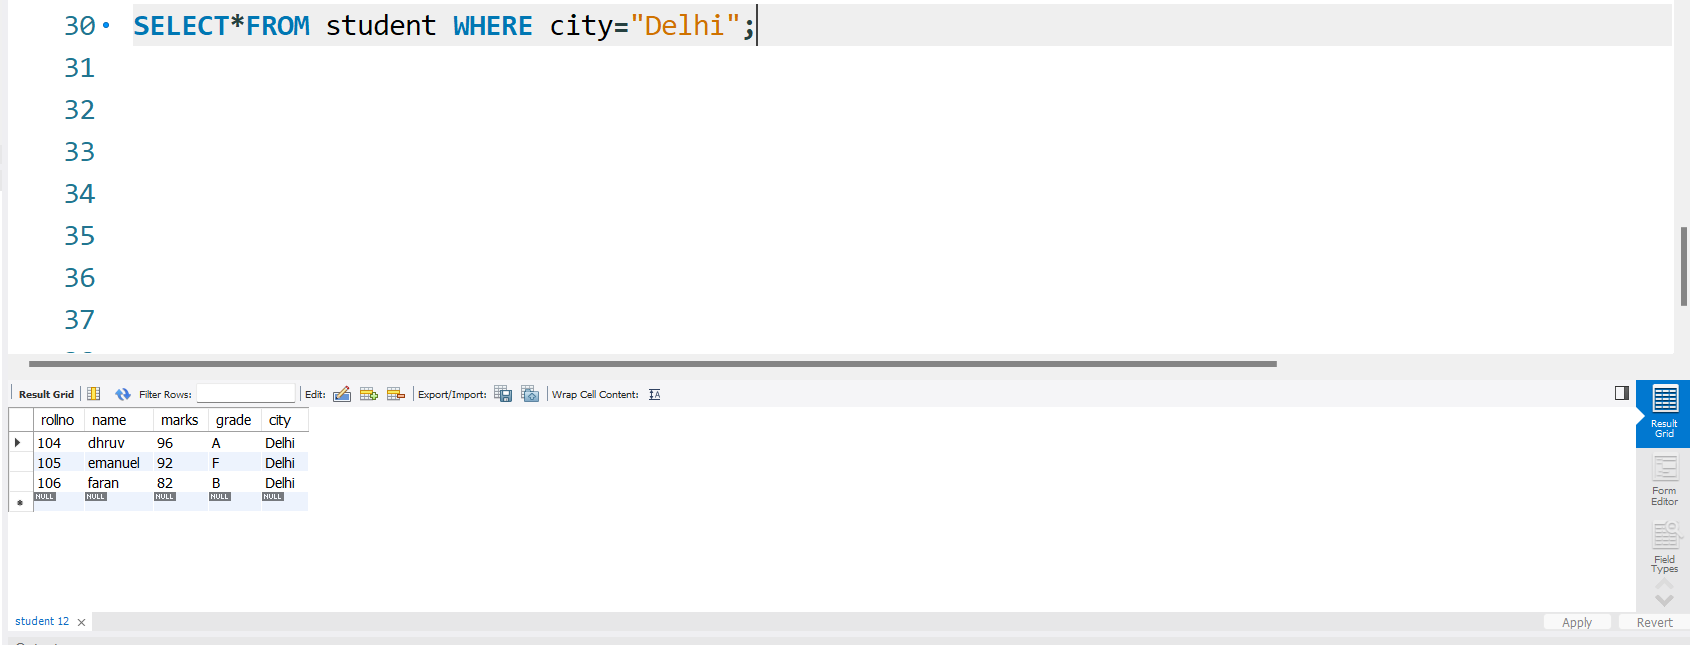 30 SELECT*FROM student WHERE city="Delhi";
31
32
33
34
35
36
37
Result Grid Filter Rows: Edit: Export/Import: Wrap Cell Content:
rollno name marks grade city
104 dhruv 96 A Delhi
105 emanuel 92 F Delhi
106 faran 82 B Delhi
NULL NULL NULL NULL NULL
Result
Grid
Form
Editor
Field
Types
student 12
Apply Revert